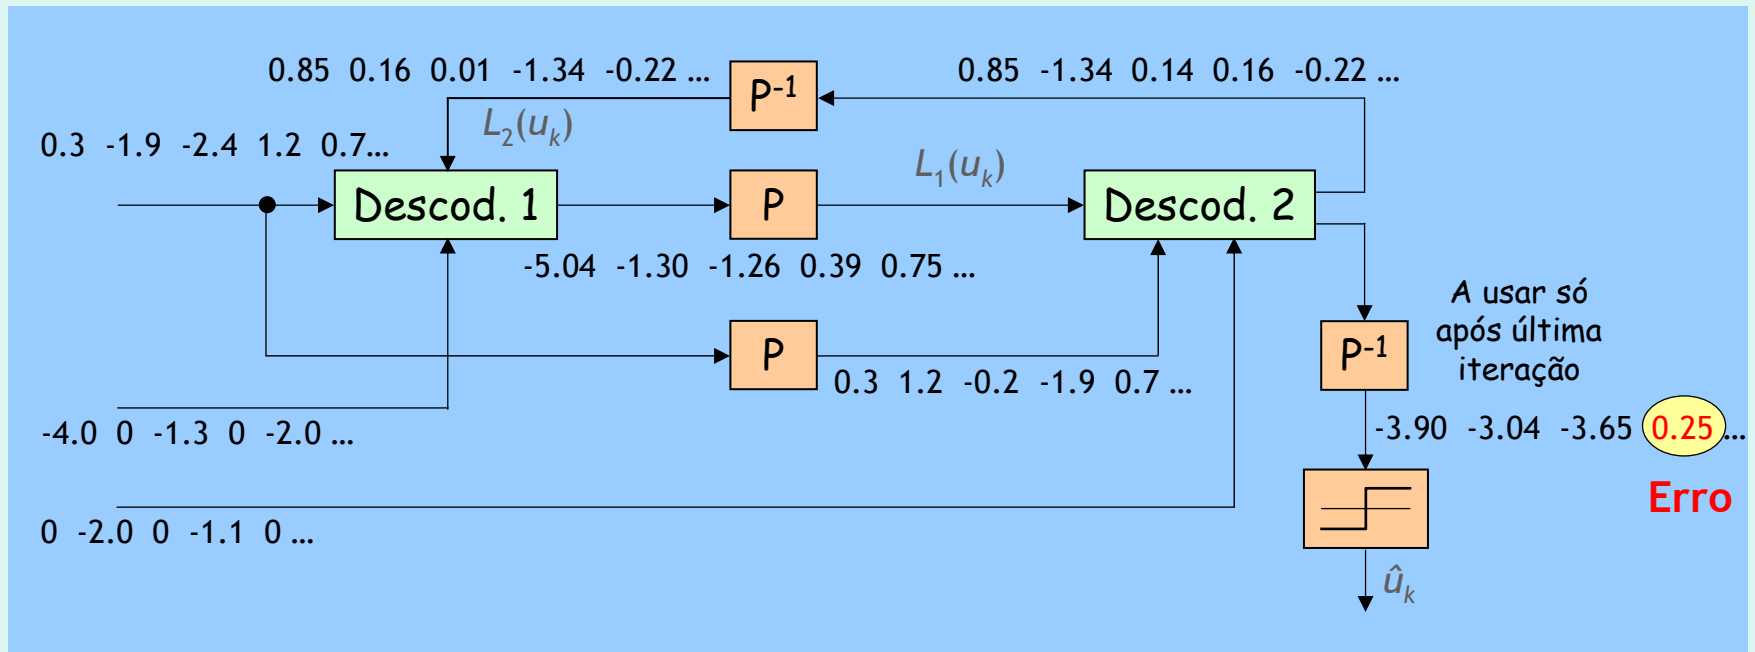 0.85 0.16 0.01 -1.34 -0.22 ...
P-1
0.85 -1.34 0.14 0.16 -0.22 ...
L2(uk)
0.3 -1.9 -2.4 1.2 0.7...
L1(uk)
Descod. 1
P
Descod. 2
-5.04 -1.30 -1.26 0.39 0.75 ...
A usar só
após última
iteração
P
P-1
0.3 1.2 -0.2 -1.9 0.7 ...
-4.0 0 -1.3 0 -2.0 ...
-3.90 -3.04 -3.65 0.25 ...
Erro
0 -2.0 0 -1.1 0 ...
ûk